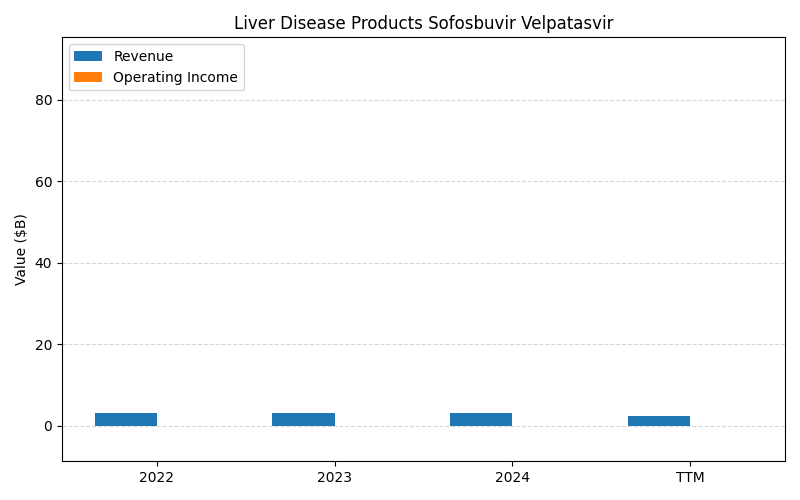 Liver Disease Products Sofosbuvir Velpatasvir
Revenue
Operating Income
Value ($B)
80
60
40
20
0
2022 2023 2024 TTM